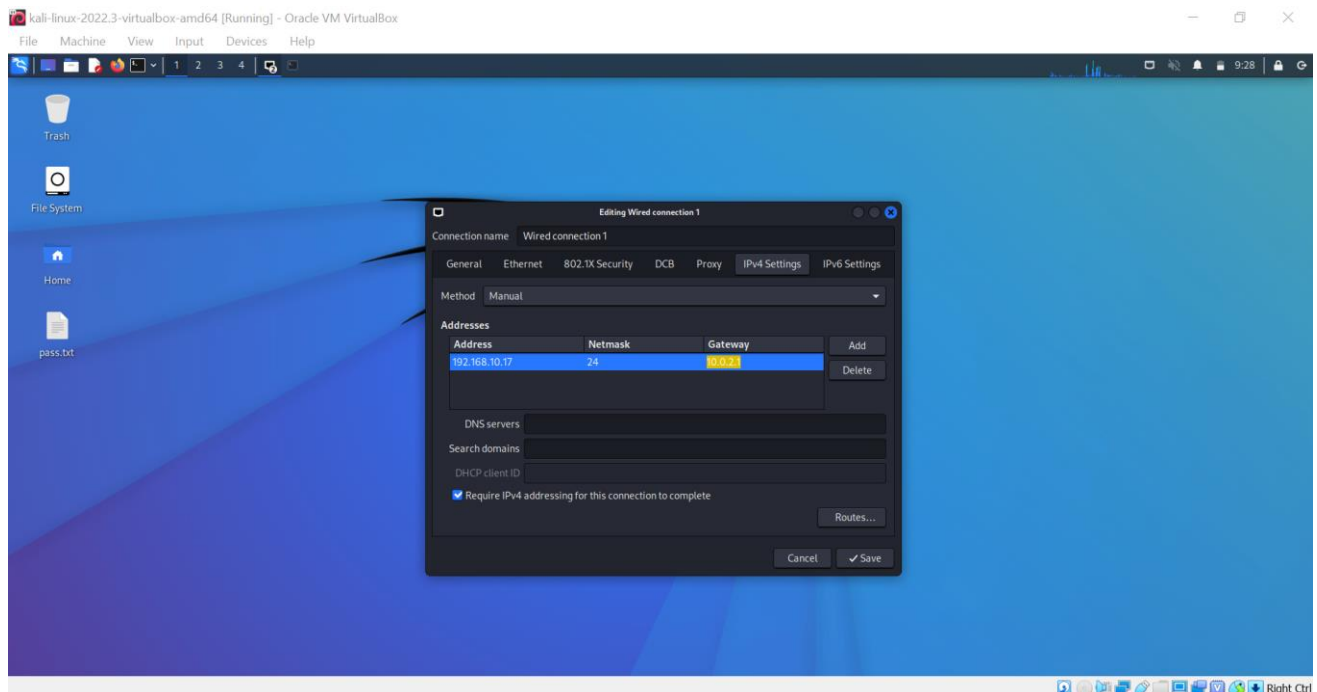 kali-linux-2022.3-virtualbox-amd64 [Running] - Oracle VM VirtualBox
File Machine View Input Devices Help
1 2 3 4 9:28
Trash
File System
Home
pass.txt
Editing Wired connection 1
Connection name Wired connection 1
General Ethernet 802.1X Security DCB Proxy IPv4 Settings IPv6 Settings
Method Manual
Addresses
Address Netmask Gateway Add
192.168.10.17 24 10.0.2.1
Delete
DNS servers
Search domains
DHCP client ID
Require IPv4 addressing for this connection to complete
Routes...
Cancel Save
Right Ctrl